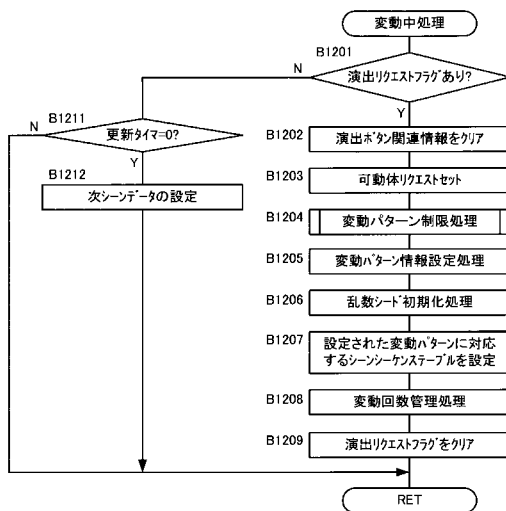 変動中処理
B1201
演出ﾘｸｴｽﾄﾌﾗｸﾞあり?
N
Y
B1211
更新ﾀｲﾏ=0?
N
Y
B1212
次ｼｰﾝﾃﾞｰﾀの設定
B1202
演出ﾎﾞﾀﾝ関連情報をｸﾘｱ
B1203
可動体ﾘｸｴｽﾄｾｯﾄ
B1204
変動パターン制限処理
B1205
変動ﾊﾟﾀｰﾝ情報設定処理
B1206
乱数ｼｰﾄﾞ初期化処理
B1207
設定された変動ﾊﾟﾀｰﾝに対応
するｼｰﾝｼｰｹﾝｽﾃｰﾌﾞﾙを設定
B1208
変動回数管理処理
B1209
演出ﾘｸｴｽﾄﾌﾗｸﾞをｸﾘｱ
RET